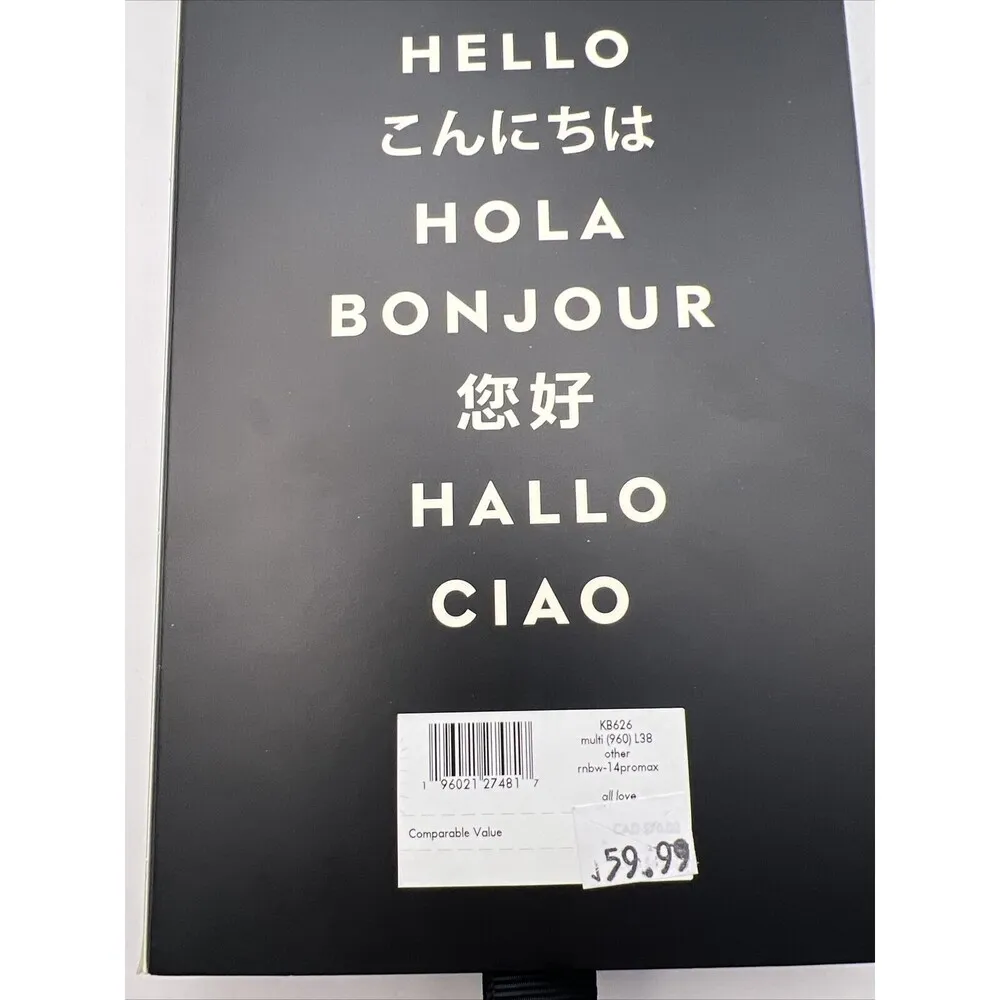 HELLO
こんにちは
HOLA
BONJOUR
您好
HALLO
CIAO
KB626
multi (960) L3B
other
rnbw-14promax
1 96021 27481 7
all love
Comparable Value
59.99